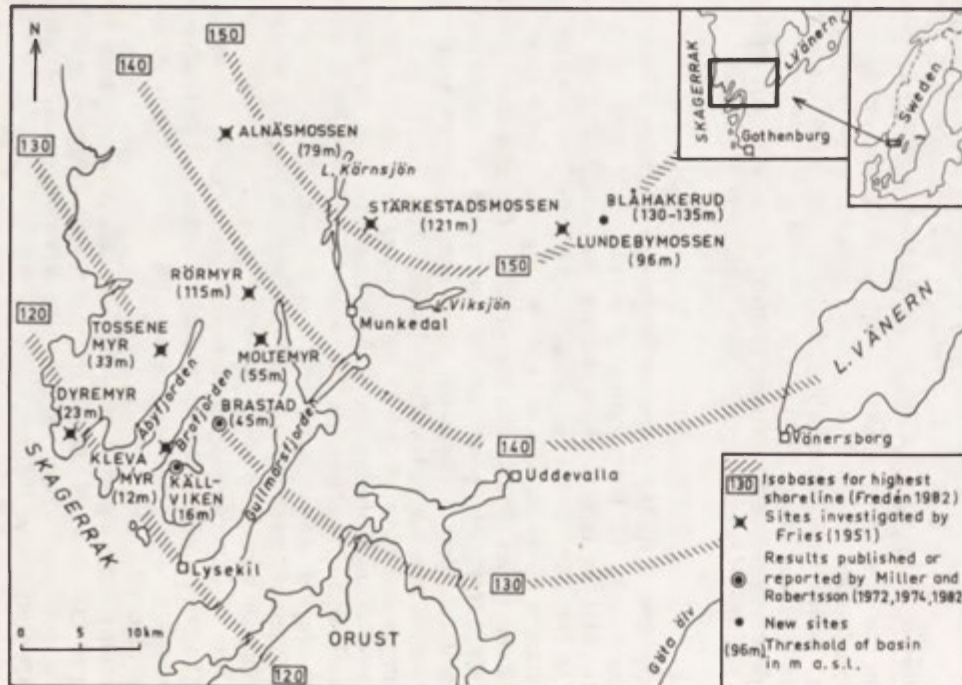 N
150
140
130
120
ALNÄSMOSSEN
(79m)
L. Kärnsjön
STÄRKESTADSMOSSEN
(121m)
BLÅHAKERUD
(130-135m)
LUNDEBYMOSSEN
(96m)
150
RÖRMYR
(115m)
L. Viksjön
Munkedal
TOSSENE
MYR
(33m)
MOLTEMYR
(55m)
DYREMYR
(23m)
Åbyfjorden
Brofjorden
BRASTAD
(45m)
Gullmarsfjorden
KLEVA
MYR
(12m)
KÄLL-
VIKEN
(16m)
SKAGERRAK
Lysekil
140
Uddevalla
L. VÄNERN
Vänersborg
130
ORUST
120
Göta älv
0 5 10km
SKAGERRAK
L. Vänern
Gothenburg
Sweden
130 Isobases for highest
shoreline (Fredén 1982)
Sites investigated by
Fries (1951)
Results published or
reported by Miller and
Robertsson (1972, 1974, 1982)
New sites
(96m) Threshold of basin
in m a.s.l.